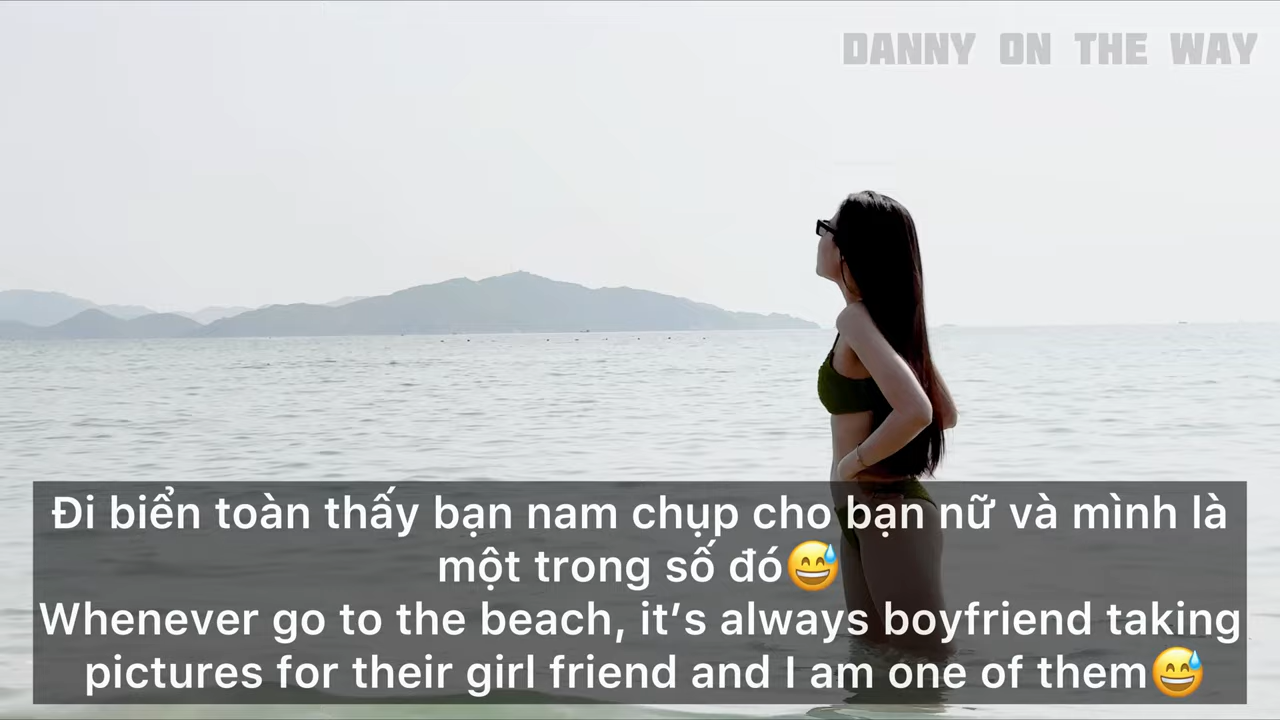 DANNY ON THE WAY
Đi biển toàn thấy bạn nam chụp cho bạn nữ và mình là
một trong số đó😅
Whenever go to the beach, it’s always boyfriend taking
pictures for their girl friend and I am one of them😅